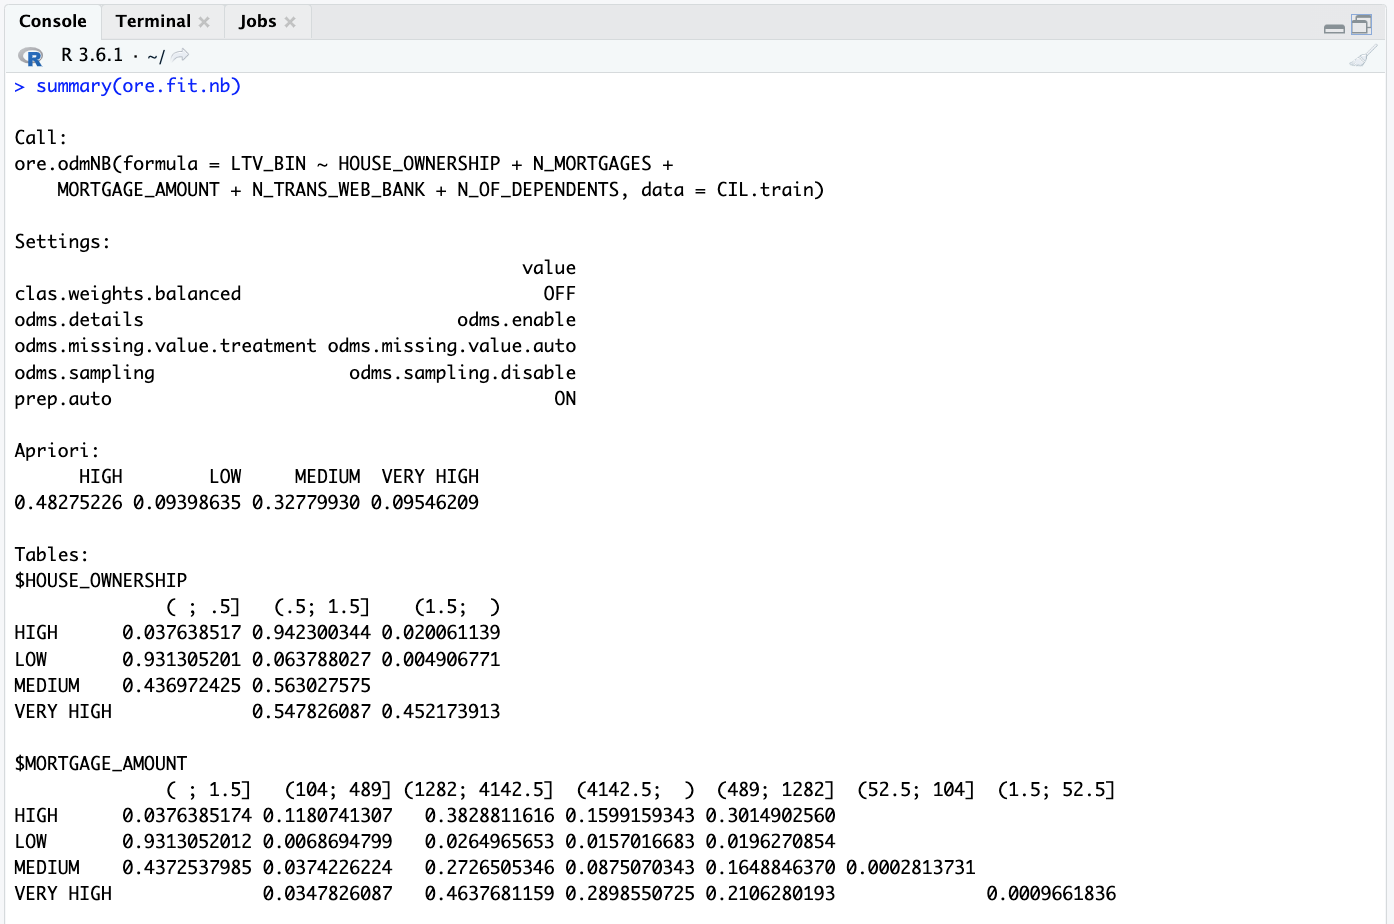 Console Terminal Jobs
R R 3.6.1 · ~/
> summary(ore.fit.nb)
Call:
ore.odmNB(formula = LTV_BIN ~ HOUSE_OWNERSHIP + N_MORTGAGES +
MORTGAGE_AMOUNT + N_TRANS_WEB_BANK + N_OF_DEPENDENTS, data = CIL.train)
Settings:
value
clas.weights.balanced OFF
odms.details odms.enable
odms.missing.value.treatment odms.missing.value.auto
odms.sampling odms.sampling.disable
prep.auto ON
Apriori:
HIGH LOW MEDIUM VERY HIGH
0.48275226 0.09398635 0.32779930 0.09546209
Tables:
$HOUSE_OWNERSHIP
( ; .5] (.5; 1.5] (1.5; )
HIGH 0.037638517 0.942300344 0.020061139
LOW 0.931305201 0.063788027 0.004906771
MEDIUM 0.436972425 0.563027575
VERY HIGH 0.547826087 0.452173913
$MORTGAGE_AMOUNT
( ; 1.5] (104; 489] (1282; 4142.5] (4142.5; ) (489; 1282] (52.5; 104] (1.5; 52.5]
HIGH 0.0376385174 0.1180741307 0.3828811616 0.1599159343 0.3014902560
LOW 0.9313052012 0.0068694799 0.0264965653 0.0157016683 0.0196270854
MEDIUM 0.4372537985 0.0374226224 0.2726505346 0.0875070343 0.1648846370 0.0002813731
VERY HIGH 0.0347826087 0.4637681159 0.2898550725 0.2106280193 0.0009661836